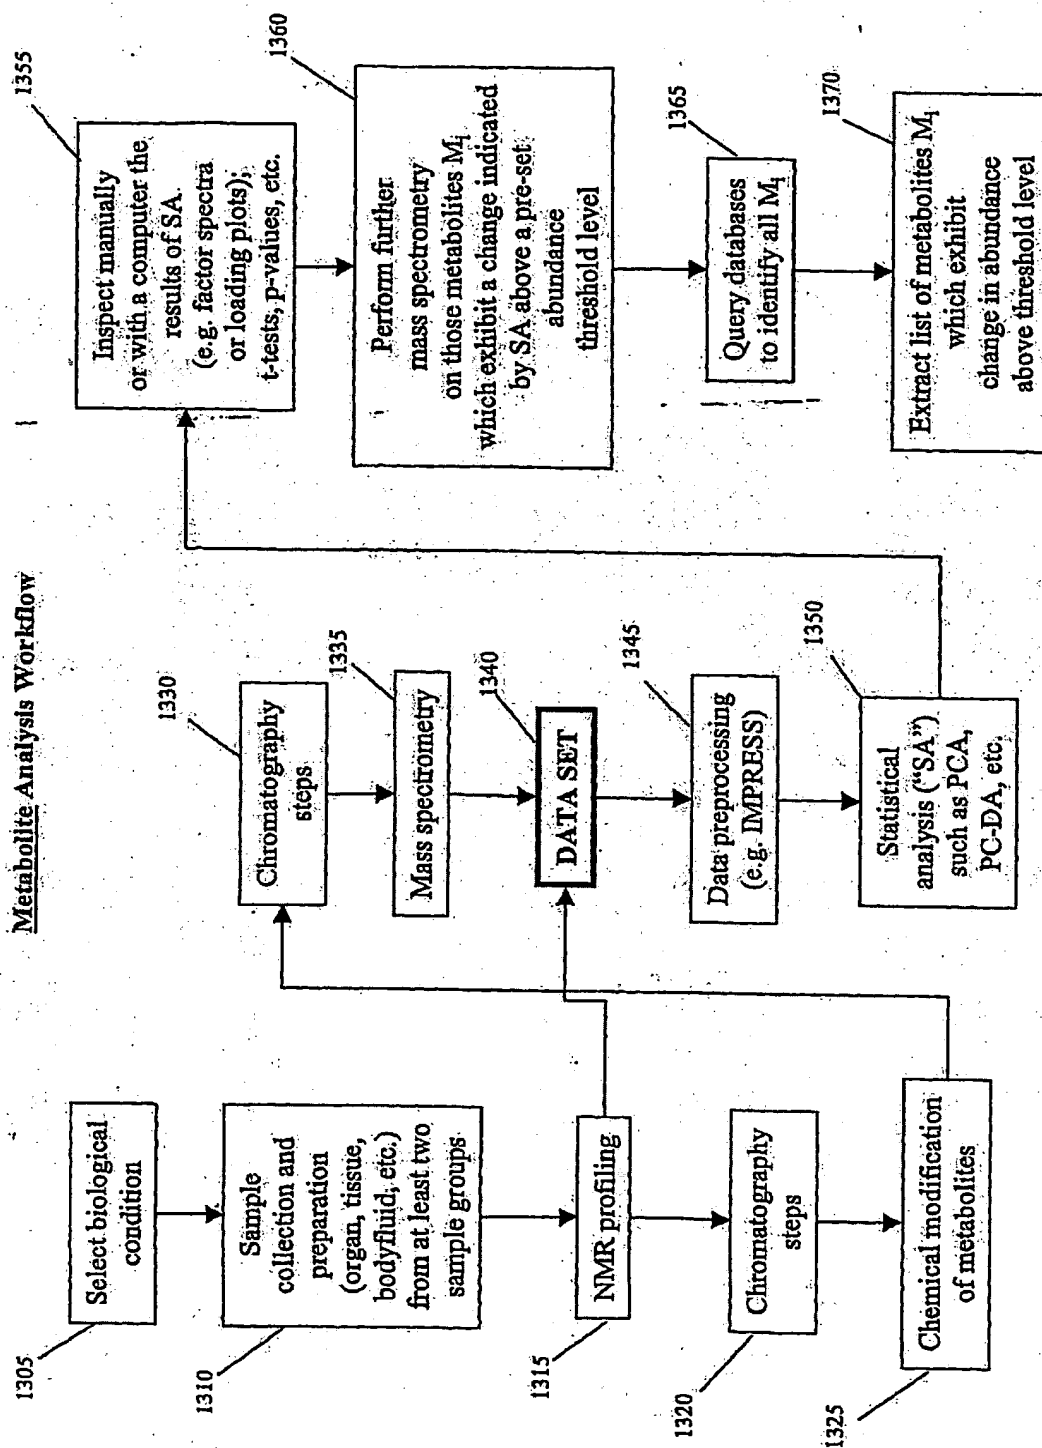 Metabolite Analysis Workflow
1305
Select biological
condition
1310
Sample
collection and
preparation
(organ, tissue,
bodyfluid, etc.)
from at least two
sample groups
1315
NMR profiling
1320
Chromatography
steps
1325
Chemical modification
of metabolites
1330
Chromatography
steps
1335
Mass spectrometry
1340
DATA SET
1345
Data preprocessing
(e.g. IMPRESS)
1350
Statistical
analysis ("SA")
such as PCA,
PC-DA, etc.
1355
Inspect manually
or with a computer the
results of SA.
(e.g. factor spectra
or loading plots);
t-tests, p-values, etc.
1360
Perform further
mass spectrometry
on those metabolites Mi
which exhibit a change indicated
by SA above a pre-set
abundance
threshold level
1365
Query databases
to identify all Mi
1370
Extract list of metabolites Mi
which exhibit
change in abundance
above threshold level